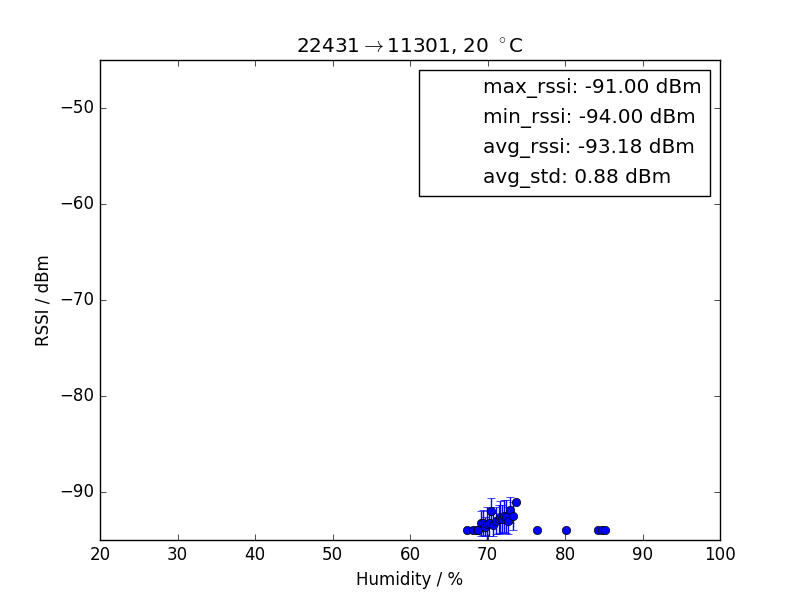 22431→11301, 20 °C
max_rssi: -91.00 dBm
min_rssi: -94.00 dBm
avg_rssi: -93.18 dBm
avg_std: 0.88 dBm
RSSI / dBm
−50
−60
−70
−80
−90
20 30 40 50 60 70 80 90 100
Humidity / %